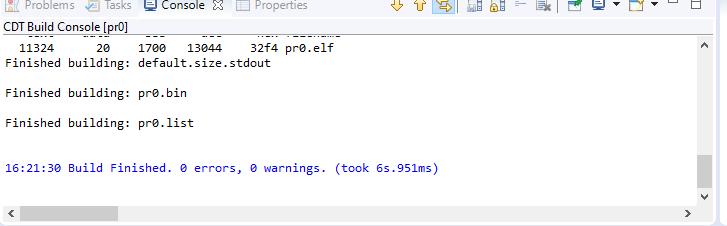 Problems Tasks Console Properties
CDT Build Console [pr0]
11324 20 1700 13044 32f4 pr0.elf
Finished building: default.size.stdout
Finished building: pr0.bin
Finished building: pr0.list
16:21:30 Build Finished. 0 errors, 0 warnings. (took 6s.951ms)